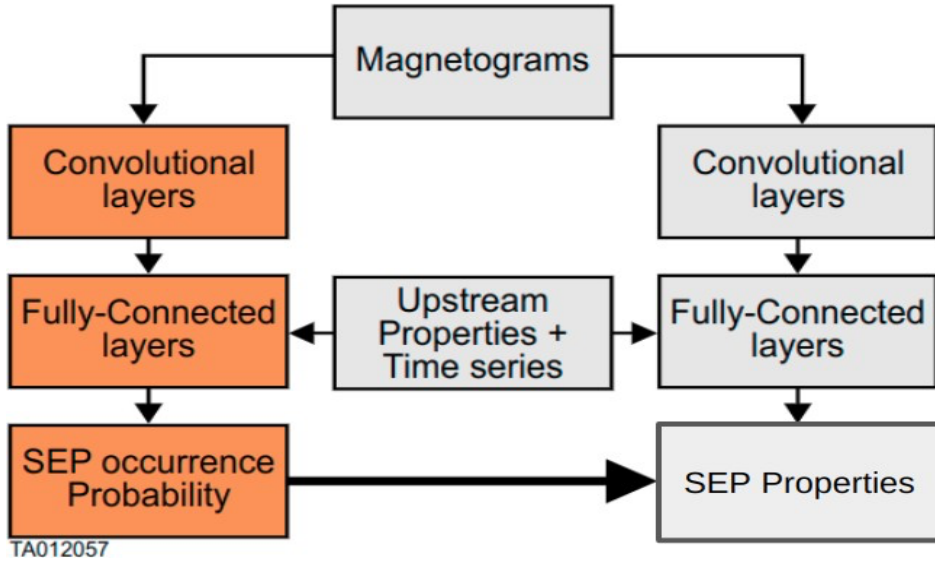 Magnetograms
Convolutional
layers
Convolutional
layers
Fully-Connected
layers
Upstream
Properties +
Time series
Fully-Connected
layers
SEP occurrence
Probability
SEP Properties
TA012057